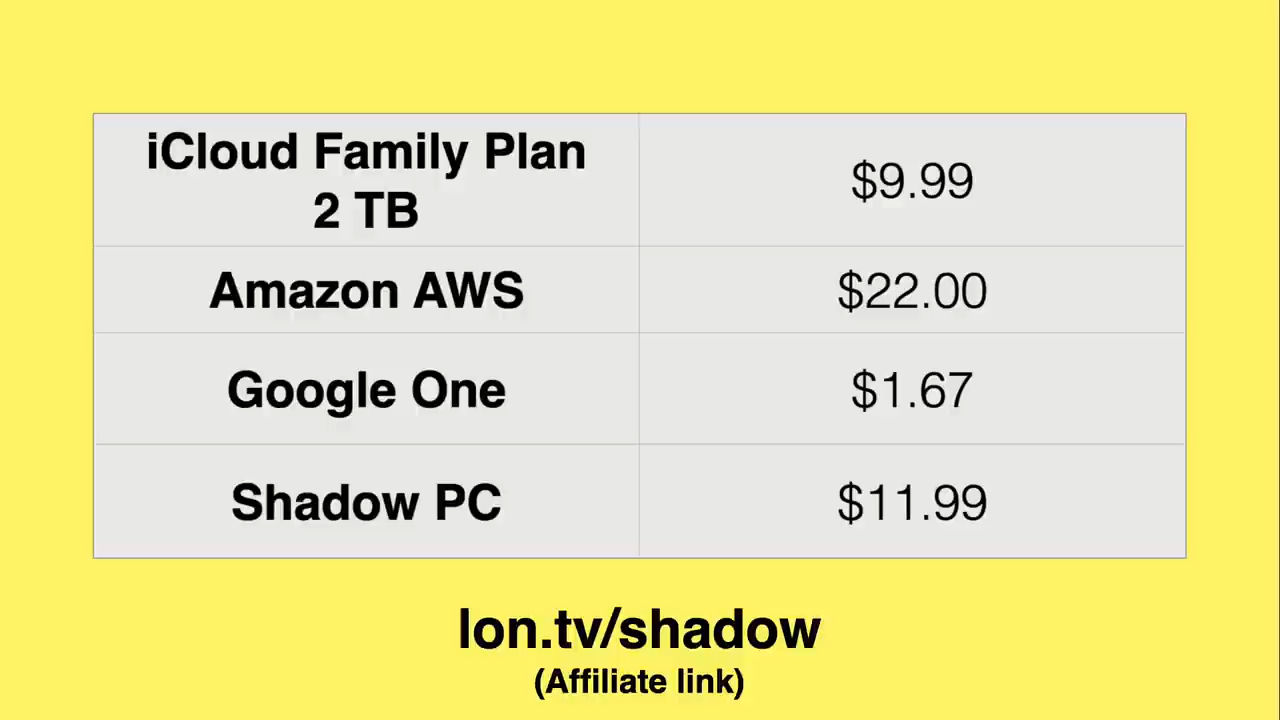 iCloud Family Plan
2 TB
$9.99
Amazon AWS
$22.00
Google One
$1.67
Shadow PC
$11.99
lon.tv/shadow
(Affiliate link)